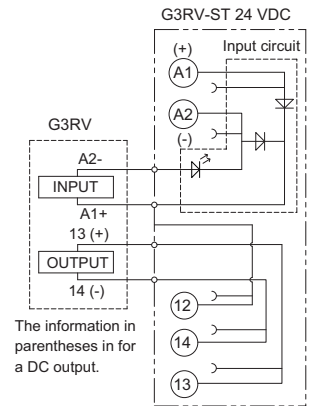 G3RV-ST 24 VDC
Input circuit
(+)
A1
A2
(-)
G3RV
A2-
INPUT
A1+
13 (+)
OUTPUT
14 (-)
12
14
13
The information in
parentheses in for
a DC output.